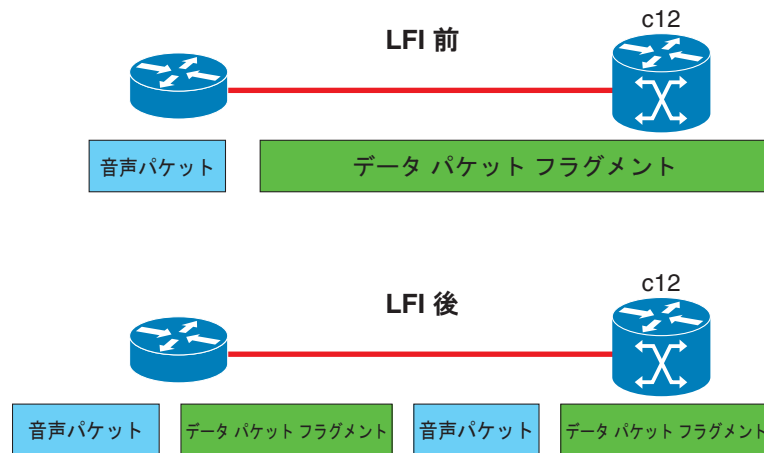 LFI 前
c12
音声パケット
データ パケット フラグメント
LFI 後
c12
音声パケット
データ パケット フラグメント
音声パケット
データ パケット フラグメント